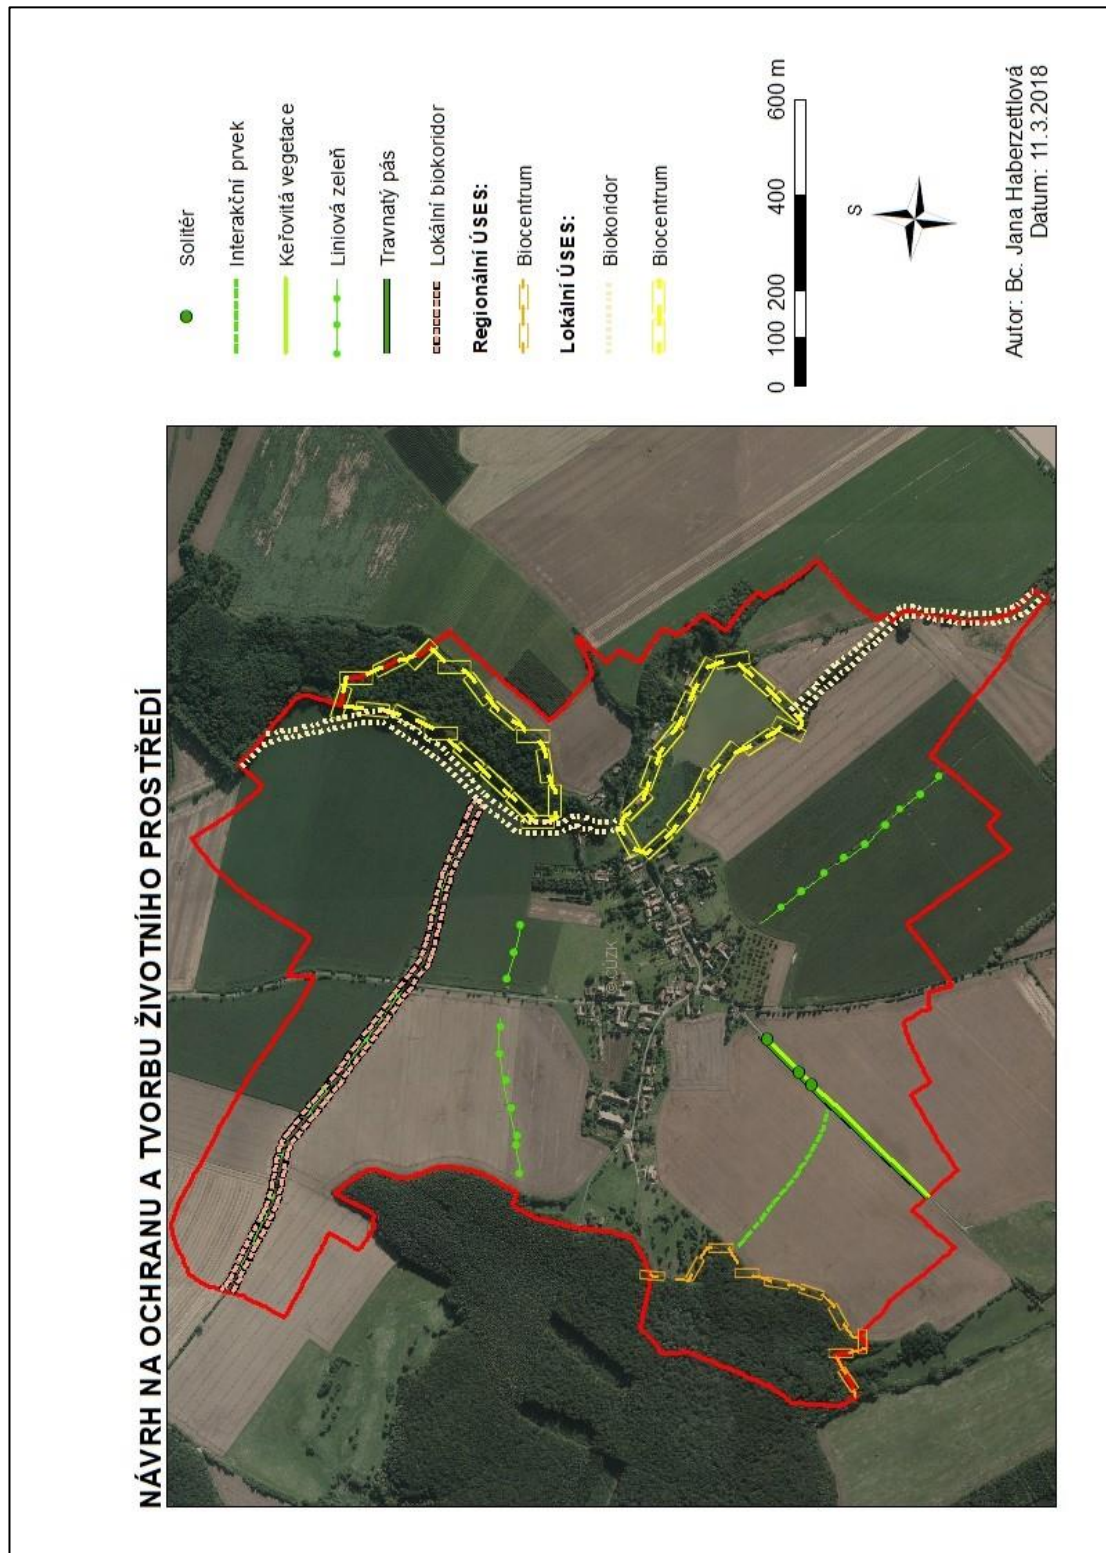 NÁVRH NA OCHRANU A TVORBU ŽIVOTNÍHO PROSTŘEDÍ
Solitér
Interakční prvek
Keřovitá vegetace
Liniová zeleň
Travnatý pás
Lokální biokoridor
Regionální ÚSES:
Biocentrum
Lokální ÚSES:
Biokoridor
Biocentrum
0 100 200 400 600 m
S
Autor: Bc. Jana Haberzettlová
Datum: 11.3.2018